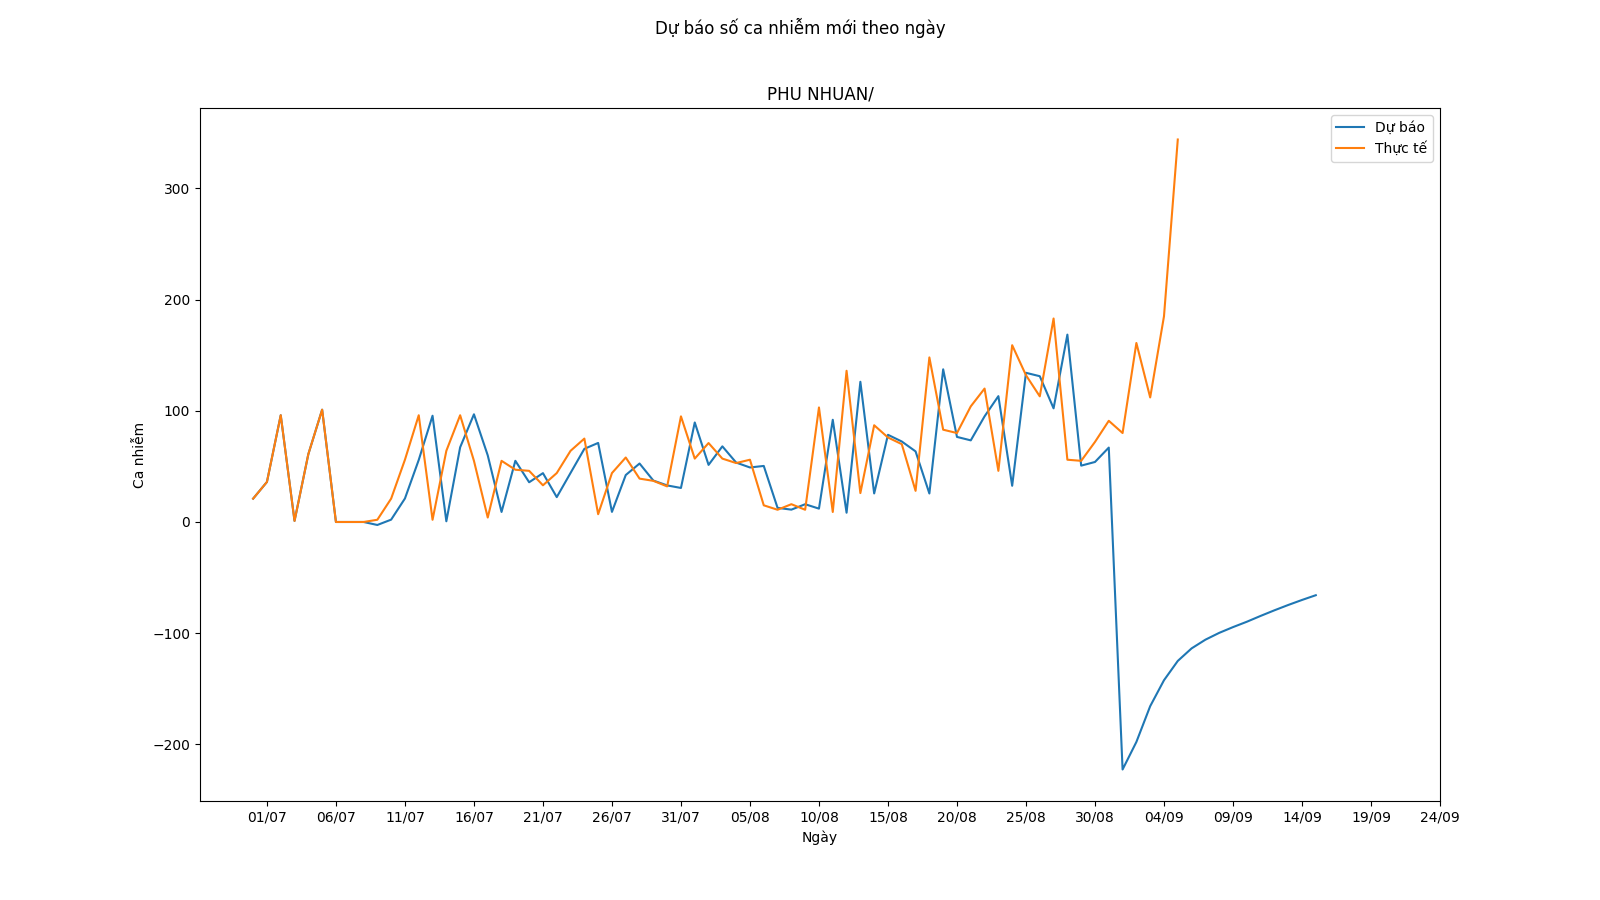 Dự báo số ca nhiễm mới theo ngày
PHU NHUAN/
Dự báo
Thực tế
300
200
100
0
−100
−200
Ca nhiễm
01/07 06/07 11/07 16/07 21/07 26/07 31/07 05/08 10/08 15/08 20/08 25/08 30/08 04/09 09/09 14/09 19/09 24/09
Ngày